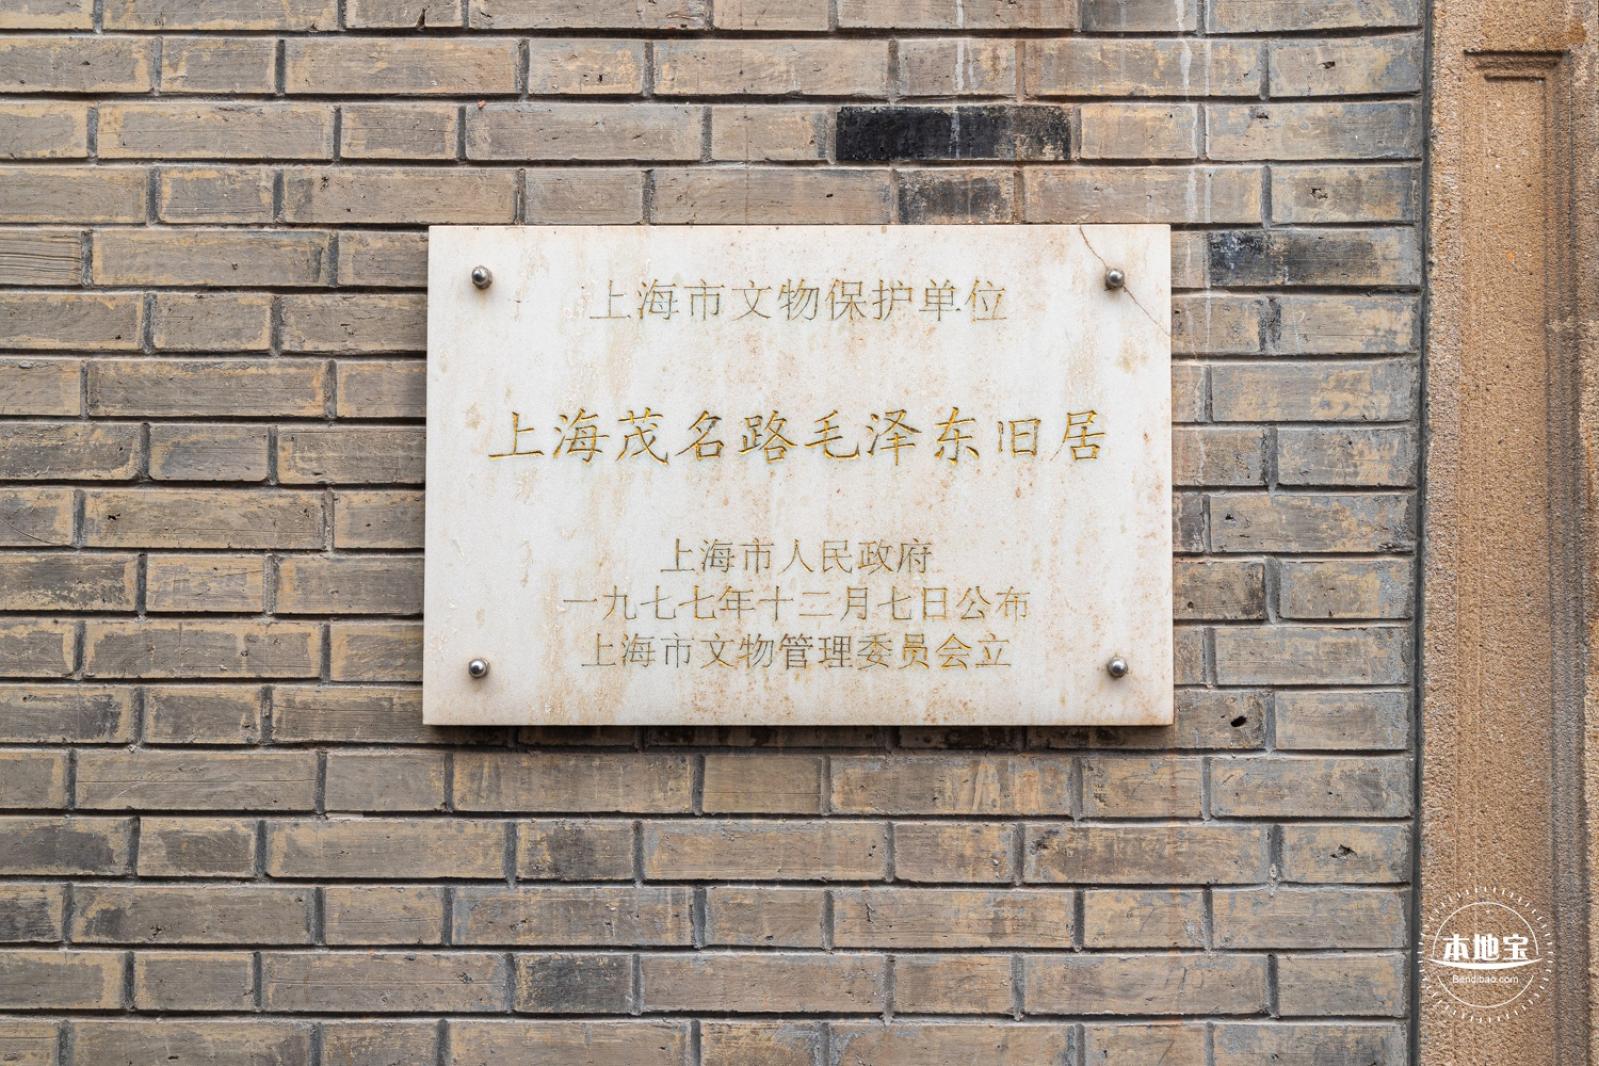 上海市文物保护单位
上海茂名路毛泽东旧居
上海市人民政府
一九七七年十二月七日公布
上海市文物管理委员会立
本地宝
Bendibao.com